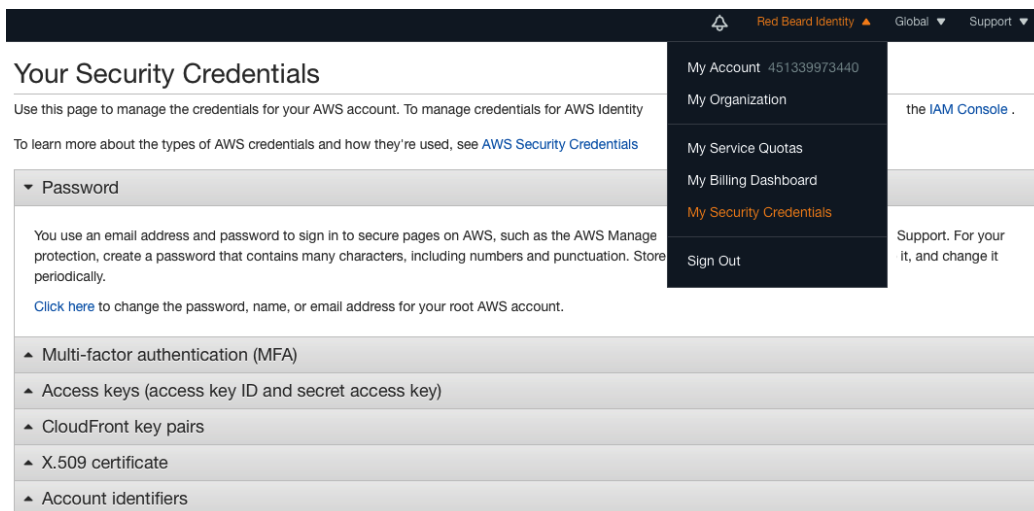 Red Beard Identity Global Support
Your Security Credentials
Use this page to manage the credentials for your AWS account. To manage credentials for AWS Identity the IAM Console .
To learn more about the types of AWS credentials and how they're used, see AWS Security Credentials
My Account 451339973440
My Organization
My Service Quotas
My Billing Dashboard
My Security Credentials
Sign Out
Password
You use an email address and password to sign in to secure pages on AWS, such as the AWS Manage Support. For your
protection, create a password that contains many characters, including numbers and punctuation. Store it, and change it
periodically.
Click here to change the password, name, or email address for your root AWS account.
Multi-factor authentication (MFA)
Access keys (access key ID and secret access key)
CloudFront key pairs
X.509 certificate
Account identifiers